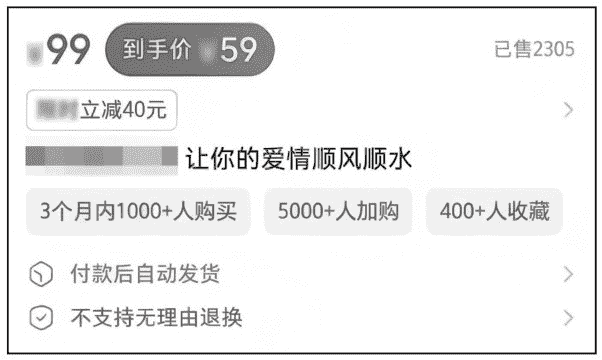 99 到手价 59 已售2305
立减40元
让你的爱情顺风顺水
3个月内1000+人购买 5000+人加购 400+人收藏
付款后自动发货
不支持无理由退换